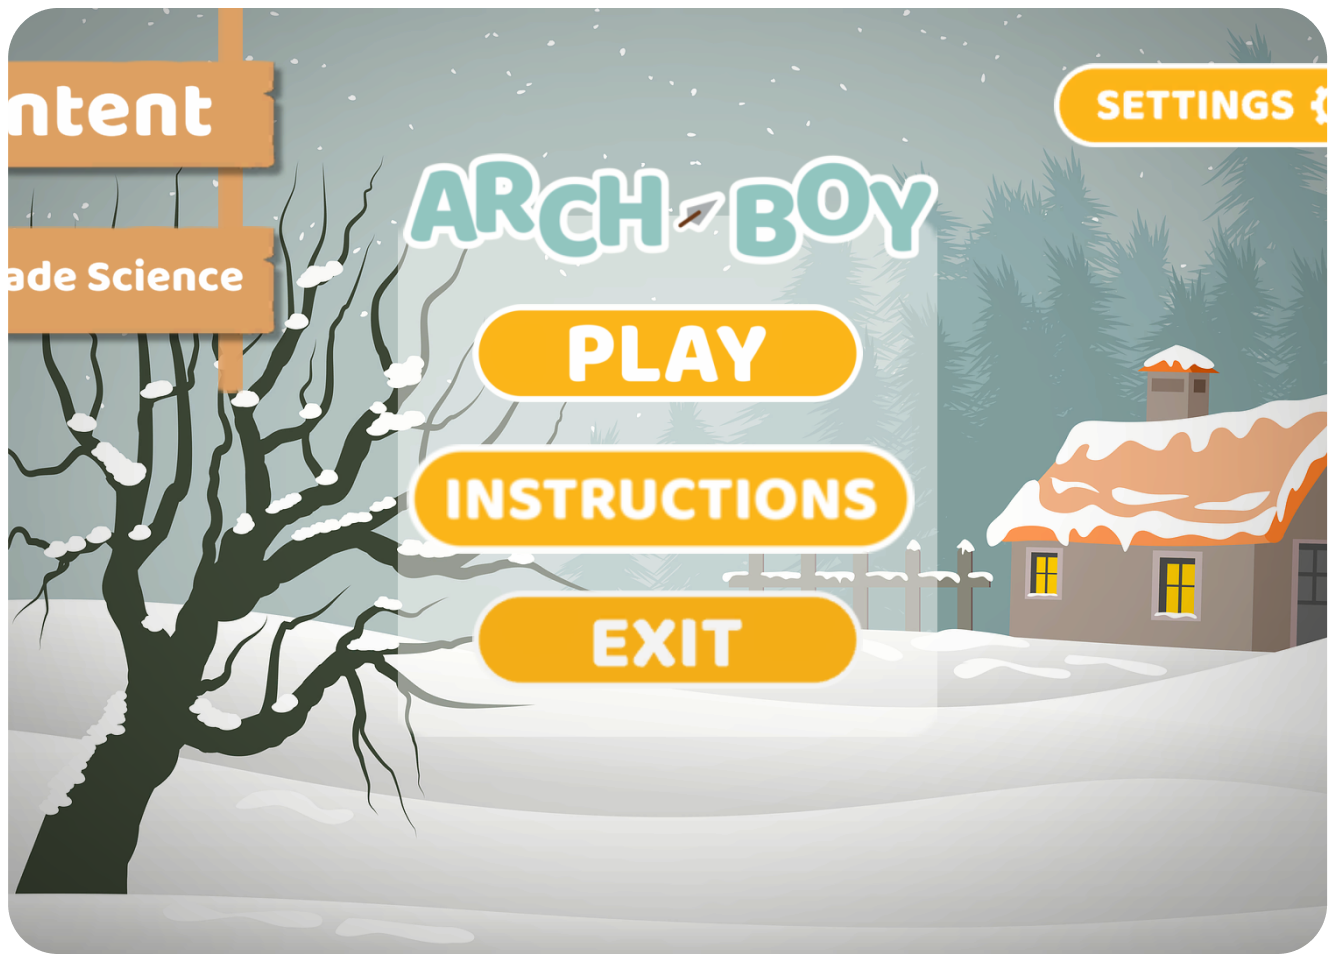 ntent
SETTINGS
ARCH BOY
ade Science
PLAY
INSTRUCTIONS
EXIT